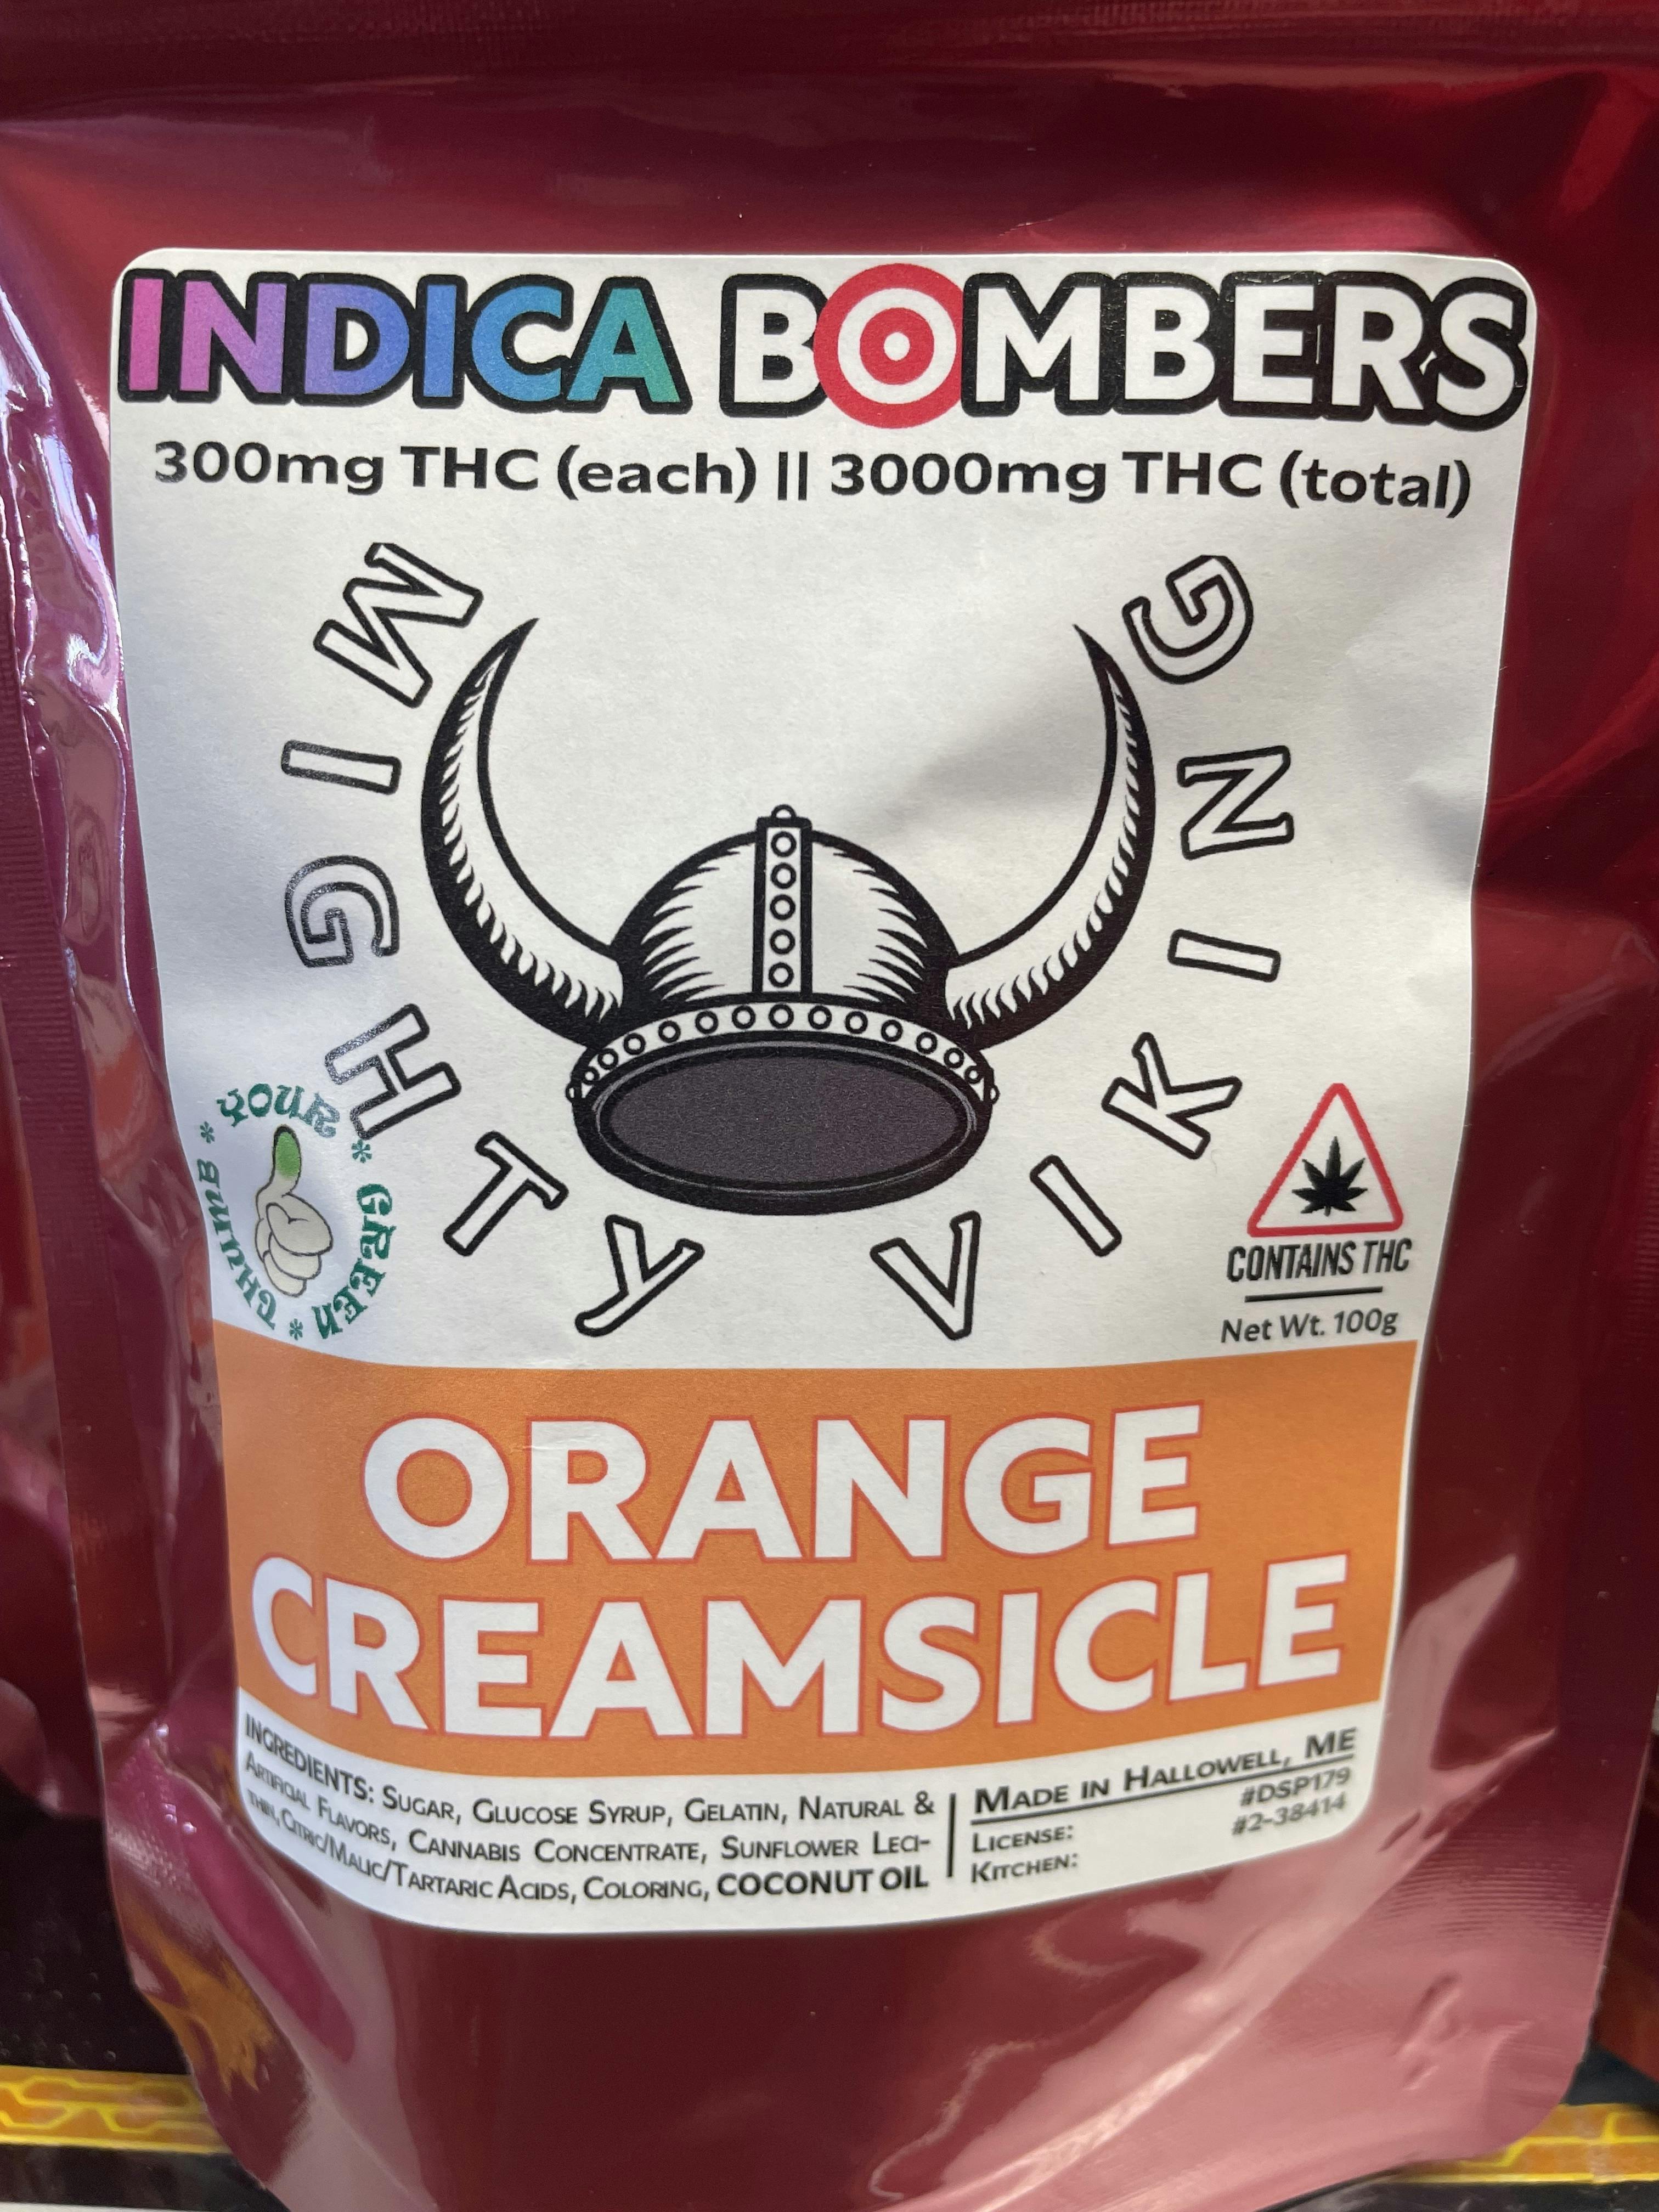 INDICA BOMBERS
300mg THC (each) || 3000mg THC (total)
MIGHTY VIKING
* YOUR * GREEN * THUMB
CONTAINS THC
Net Wt. 100g
ORANGE
CREAMSICLE
INGREDIENTS: SUGAR, GLUCOSE SYRUP, GELATIN, NATURAL &
ARTIFICIAL FLAVORS, CANNABIS CONCENTRATE, SUNFLOWER LECI-
THIN, CITRIC/MALIC/TARTARIC ACIDS, COLORING, COCONUT OIL
MADE IN HALLOWELL, ME
LICENSE: #DSP179
KITCHEN: #2-38414